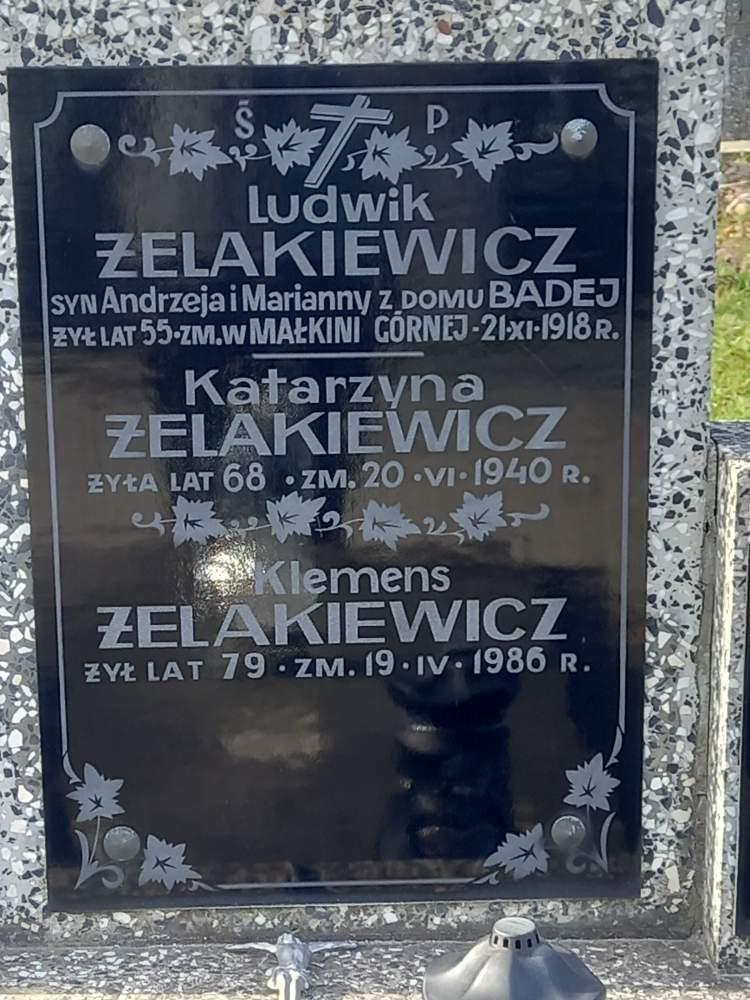 Ś P
Ludwik
ŻELAKIEWICZ
SYN Andrzeja i Marianny Z DOMU BADEJ
ŻYŁ LAT 55·ZM.W MAŁKINI GÓRNEJ-21·XI·1918 R.
Katarzyna
ŻELAKIEWICZ
ŻYŁA LAT 68 · ZM. 20 · VI · 1940 R.
Klemens
ŻELAKIEWICZ
ŻYŁ LAT 79 · ZM. 19 · IV · 1986 R.